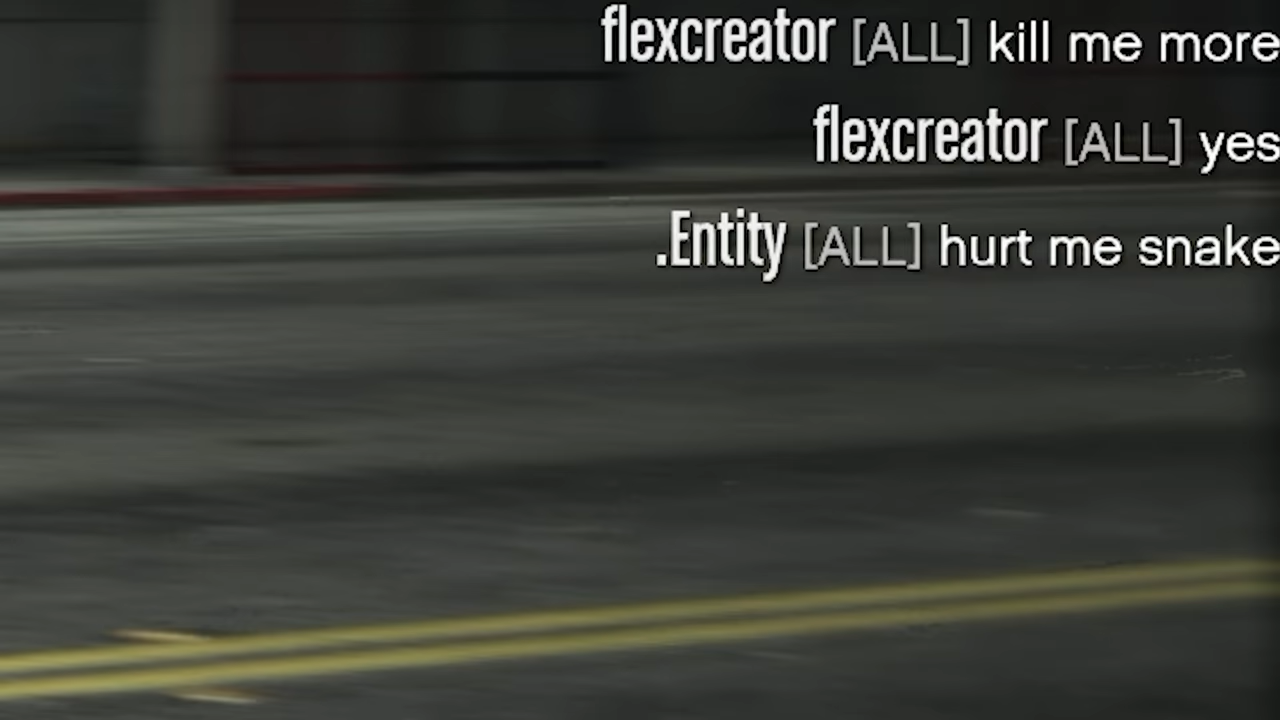 flexcreator [ALL] kill me more
flexcreator [ALL] yes
.Entity [ALL] hurt me snake